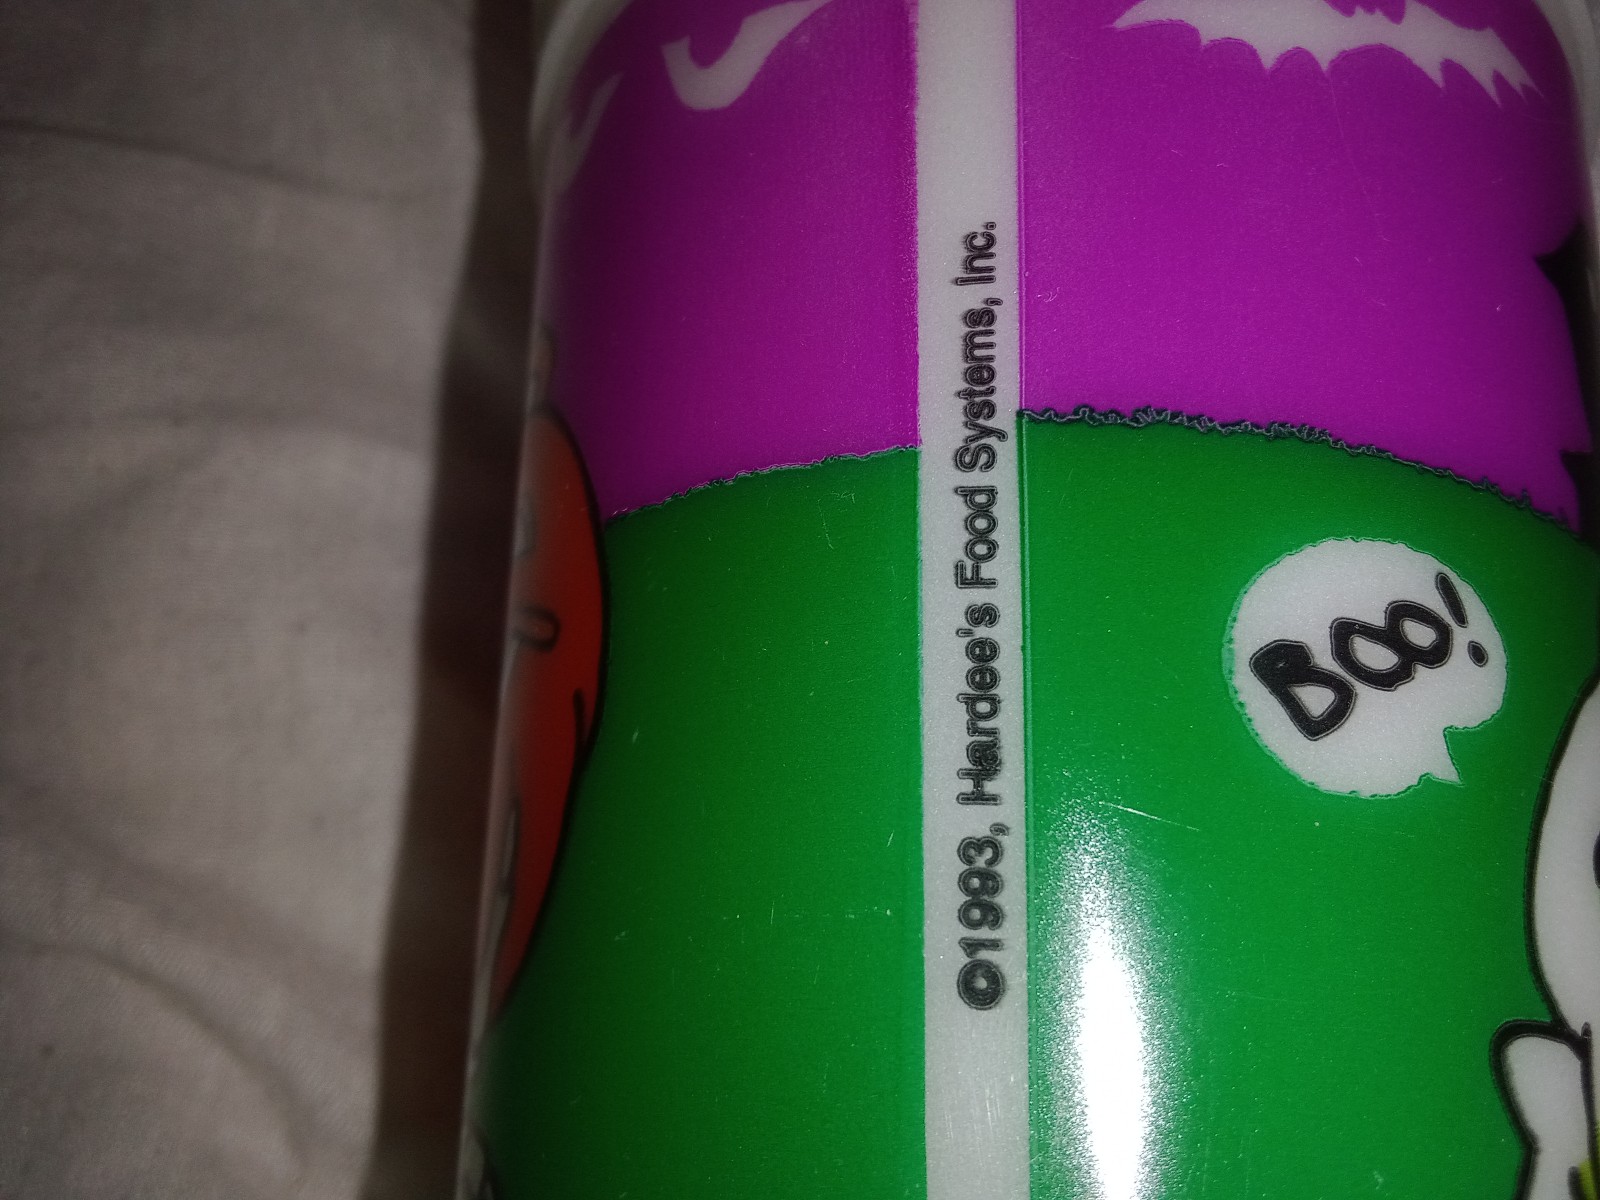 ©1993, Hardee's Food Systems, Inc.
BOO!